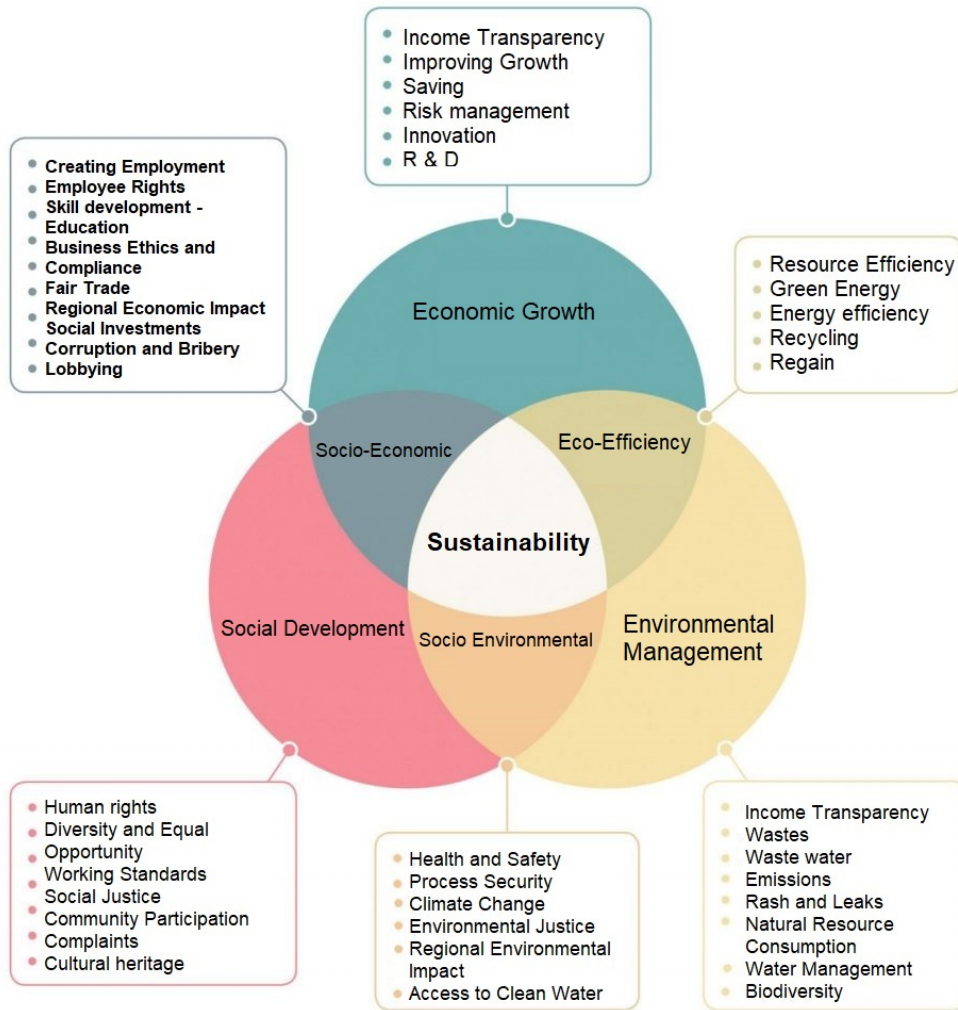 Income Transparency
Improving Growth
Saving
Risk management
Innovation
R & D
Creating Employment
Employee Rights
Skill development -
Education
Business Ethics and
Compliance
Fair Trade
Regional Economic Impact
Social Investments
Corruption and Bribery
Lobbying
Resource Efficiency
Green Energy
Energy efficiency
Recycling
Regain
Economic Growth
Socio-Economic
Eco-Efficiency
Sustainability
Social Development
Socio Environmental
Environmental
Management
Human rights
Diversity and Equal
Opportunity
Working Standards
Social Justice
Community Participation
Complaints
Cultural heritage
Health and Safety
Process Security
Climate Change
Environmental Justice
Regional Environmental
Impact
Access to Clean Water
Income Transparency
Wastes
Waste water
Emissions
Rash and Leaks
Natural Resource
Consumption
Water Management
Biodiversity